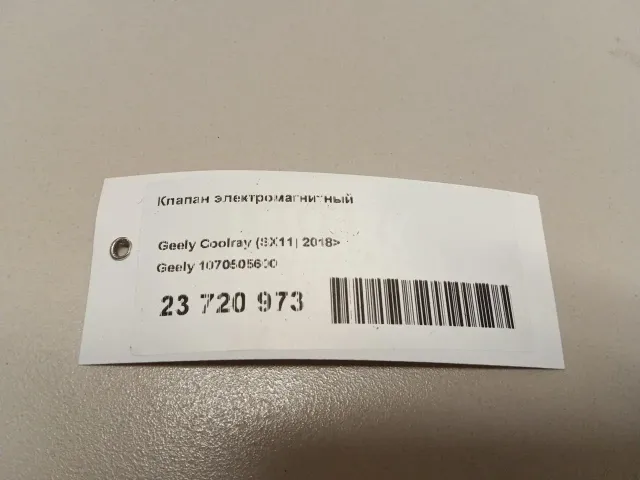 Клапан электромагнитный
Geely Coolray (SX11) 2018>
Geely 1070505600
23 720 973